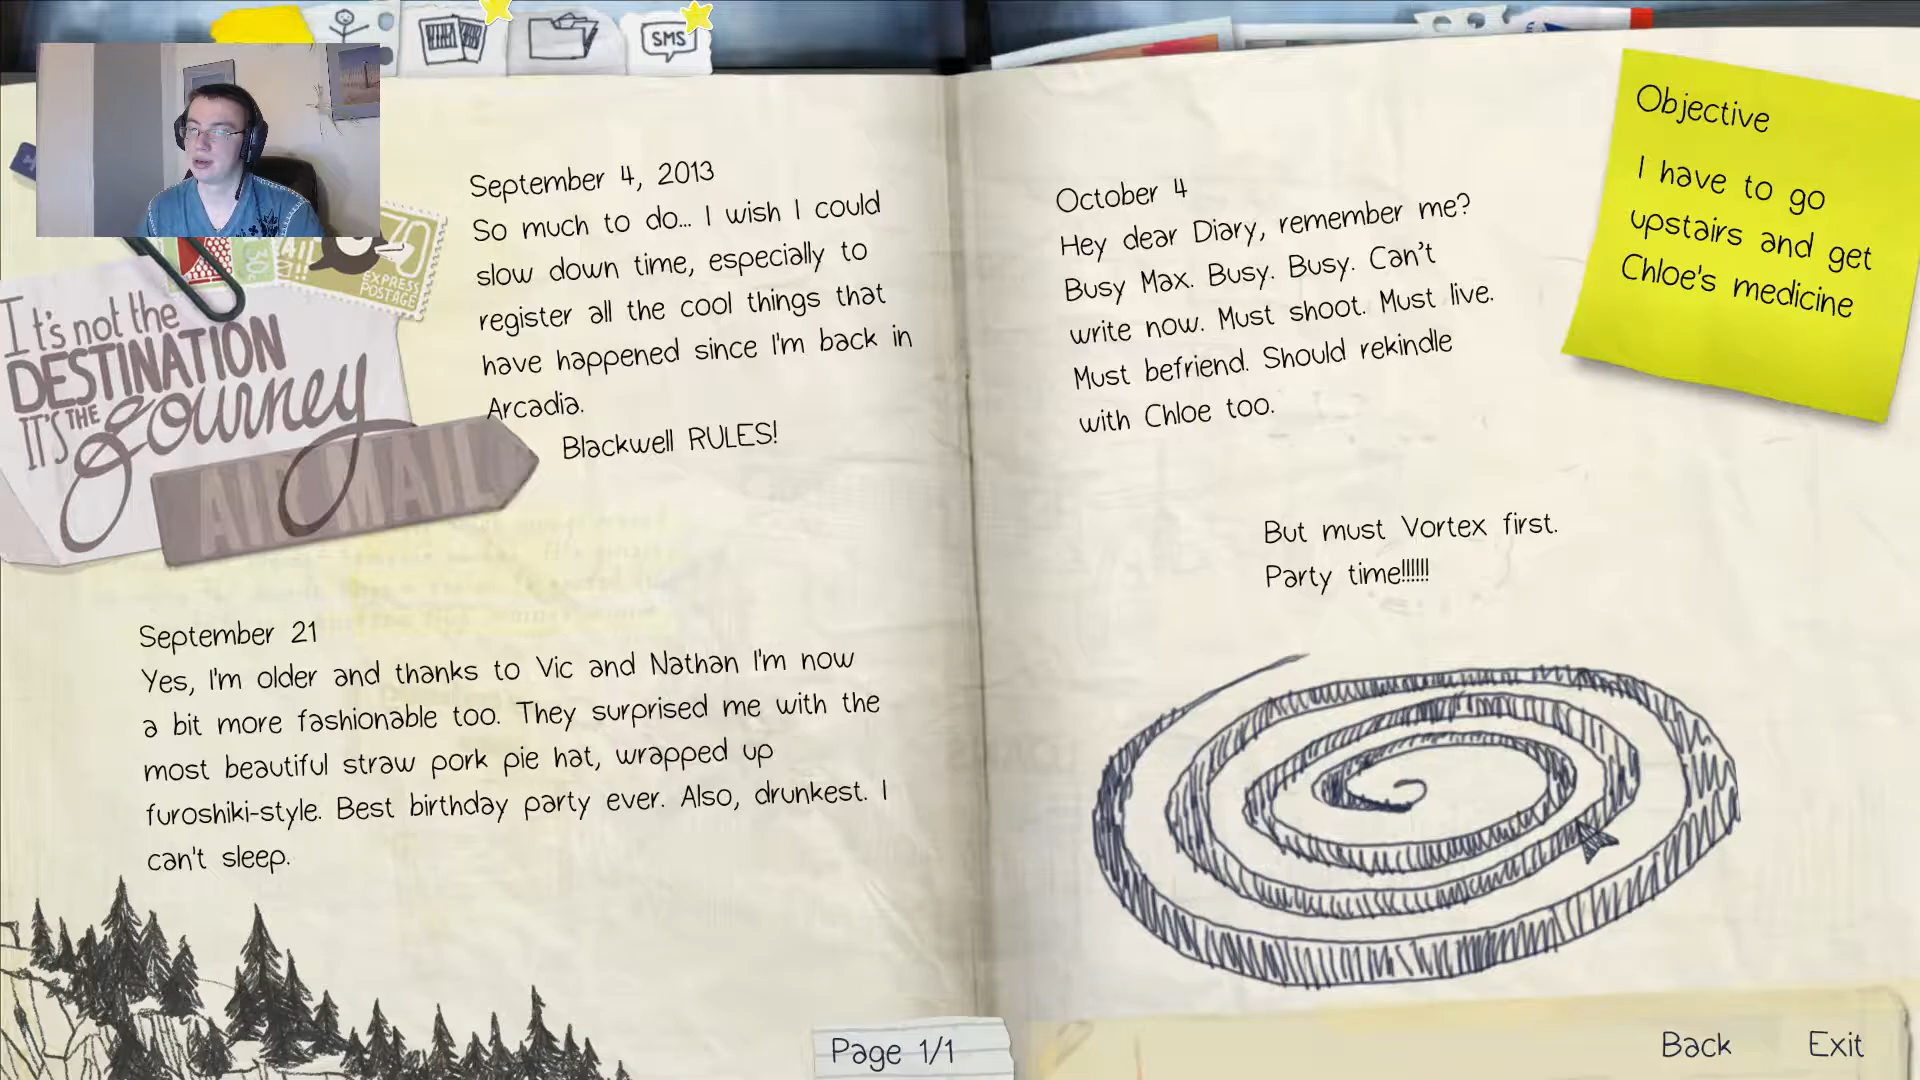 SMS
It's not the
DESTINATION
IT'S THE journey
AIR MAIL
30c
70
EXPRESS
POSTAGE
September 4, 2013
So much to do... I wish I could
slow down time, especially to
register all the cool things that
have happened since I'm back in
Arcadia.
Blackwell RULES!
September 21
Yes, I'm older and thanks to Vic and Nathan I'm now
a bit more fashionable too. They surprised me with the
most beautiful straw pork pie hat, wrapped up
furoshiki-style. Best birthday party ever. Also, drunkest. I
can't sleep.
October 4
Hey dear Diary, remember me?
Busy Max. Busy. Busy. Can't
write now. Must shoot. Must live.
Must befriend. Should rekindle
with Chloe too.
But must Vortex first.
Party time!!!!!!
Objective
I have to go
upstairs and get
Chloe's medicine
Page 1/1
Back
Exit